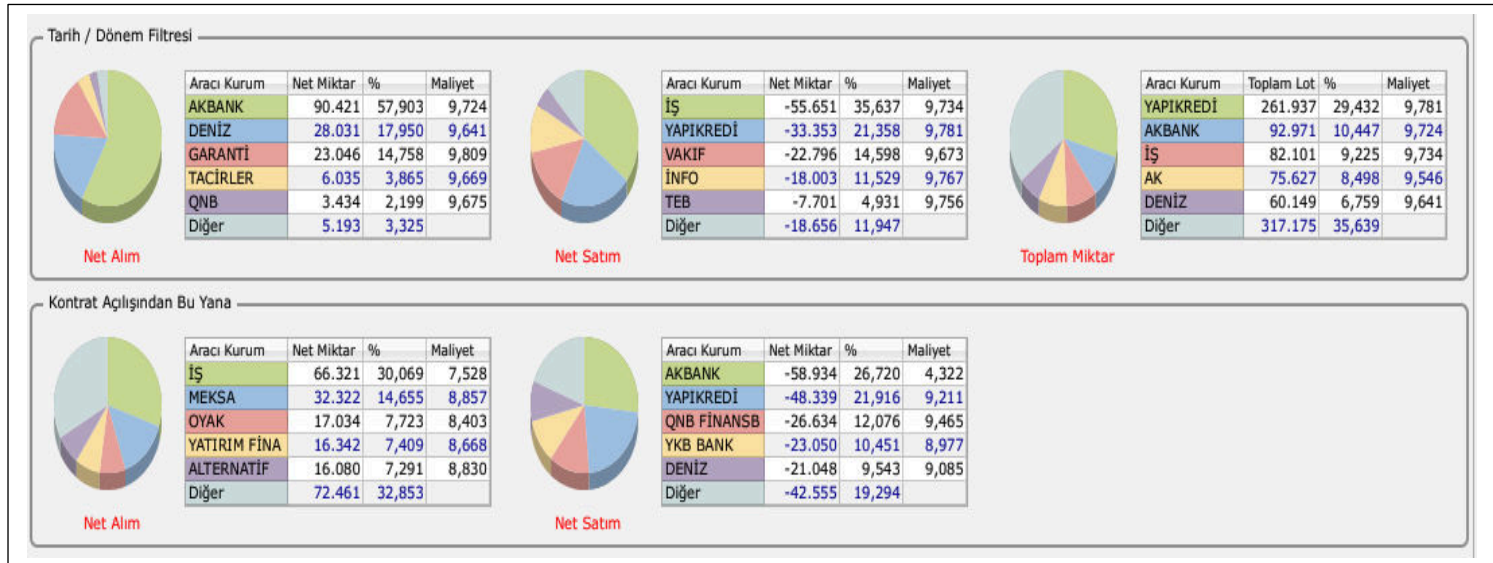 Tarih / Dönem Filtresi
Aracı Kurum Net Miktar % Maliyet
AKBANK 90.421 57,903 9,724
DENİZ 28.031 17,950 9,641
GARANTİ 23.046 14,758 9,809
TACİRLER 6.035 3,865 9,669
QNB 3.434 2,199 9,675
Diğer 5.193 3,325
Net Alım
Aracı Kurum Net Miktar % Maliyet
İŞ -55.651 35,637 9,734
YAPIKREDİ -33.353 21,358 9,781
VAKIF -22.796 14,598 9,673
İNFO -18.003 11,529 9,767
TEB -7.701 4,931 9,756
Diğer -18.656 11,947
Net Satım
Aracı Kurum Toplam Lot % Maliyet
YAPIKREDİ 261.937 29,432 9,781
AKBANK 92.971 10,447 9,724
İŞ 82.101 9,225 9,734
AK 75.627 8,498 9,546
DENİZ 60.149 6,759 9,641
Diğer 317.175 35,639
Toplam Miktar
Kontrat Açılışından Bu Yana
Aracı Kurum Net Miktar % Maliyet
İŞ 66.321 30,069 7,528
MEKSA 32.322 14,655 8,857
OYAK 17.034 7,723 8,403
YATIRIM FİNA 16.342 7,409 8,668
ALTERNATİF 16.080 7,291 8,830
Diğer 72.461 32,853
Net Alım
Aracı Kurum Net Miktar % Maliyet
AKBANK -58.934 26,720 4,322
YAPIKREDİ -48.339 21,916 9,211
QNB FİNANSB -26.634 12,076 9,465
YKB BANK -23.050 10,451 8,977
DENİZ -21.048 9,543 9,085
Diğer -42.555 19,294
Net Satım